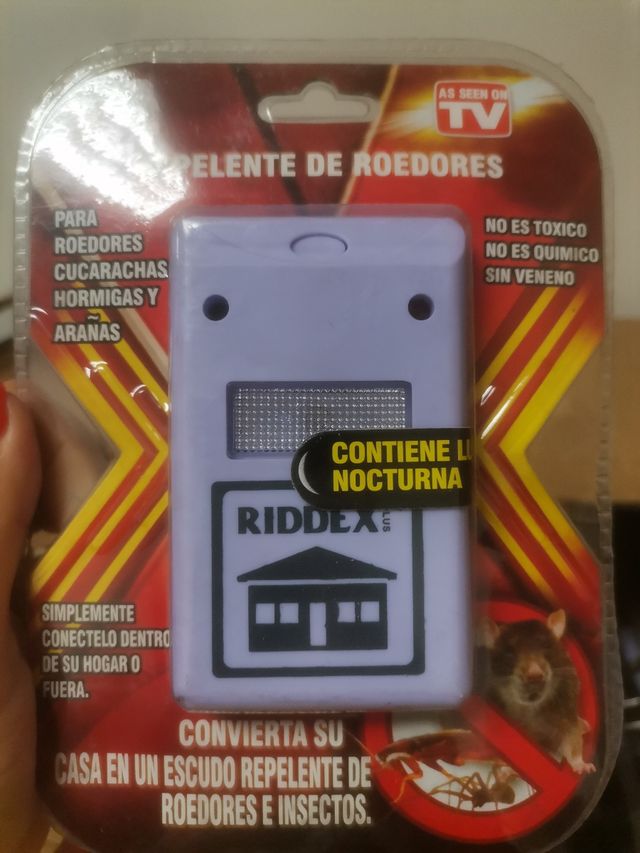 AS SEEN ON
TV
PELENTE DE ROEDORES
PARA
ROEDORES
CUCARACHAS
HORMIGAS Y
ARAÑAS
NO ES TOXICO
NO ES QUIMICO
SIN VENENO
CONTIENE LU
NOCTURNA
RIDDEX
PLUS
SIMPLEMENTE
CONECTELO DENTRO
DE SU HOGAR O
FUERA.
CONVIERTA SU
CASA EN UN ESCUDO REPELENTE DE
ROEDORES E INSECTOS.